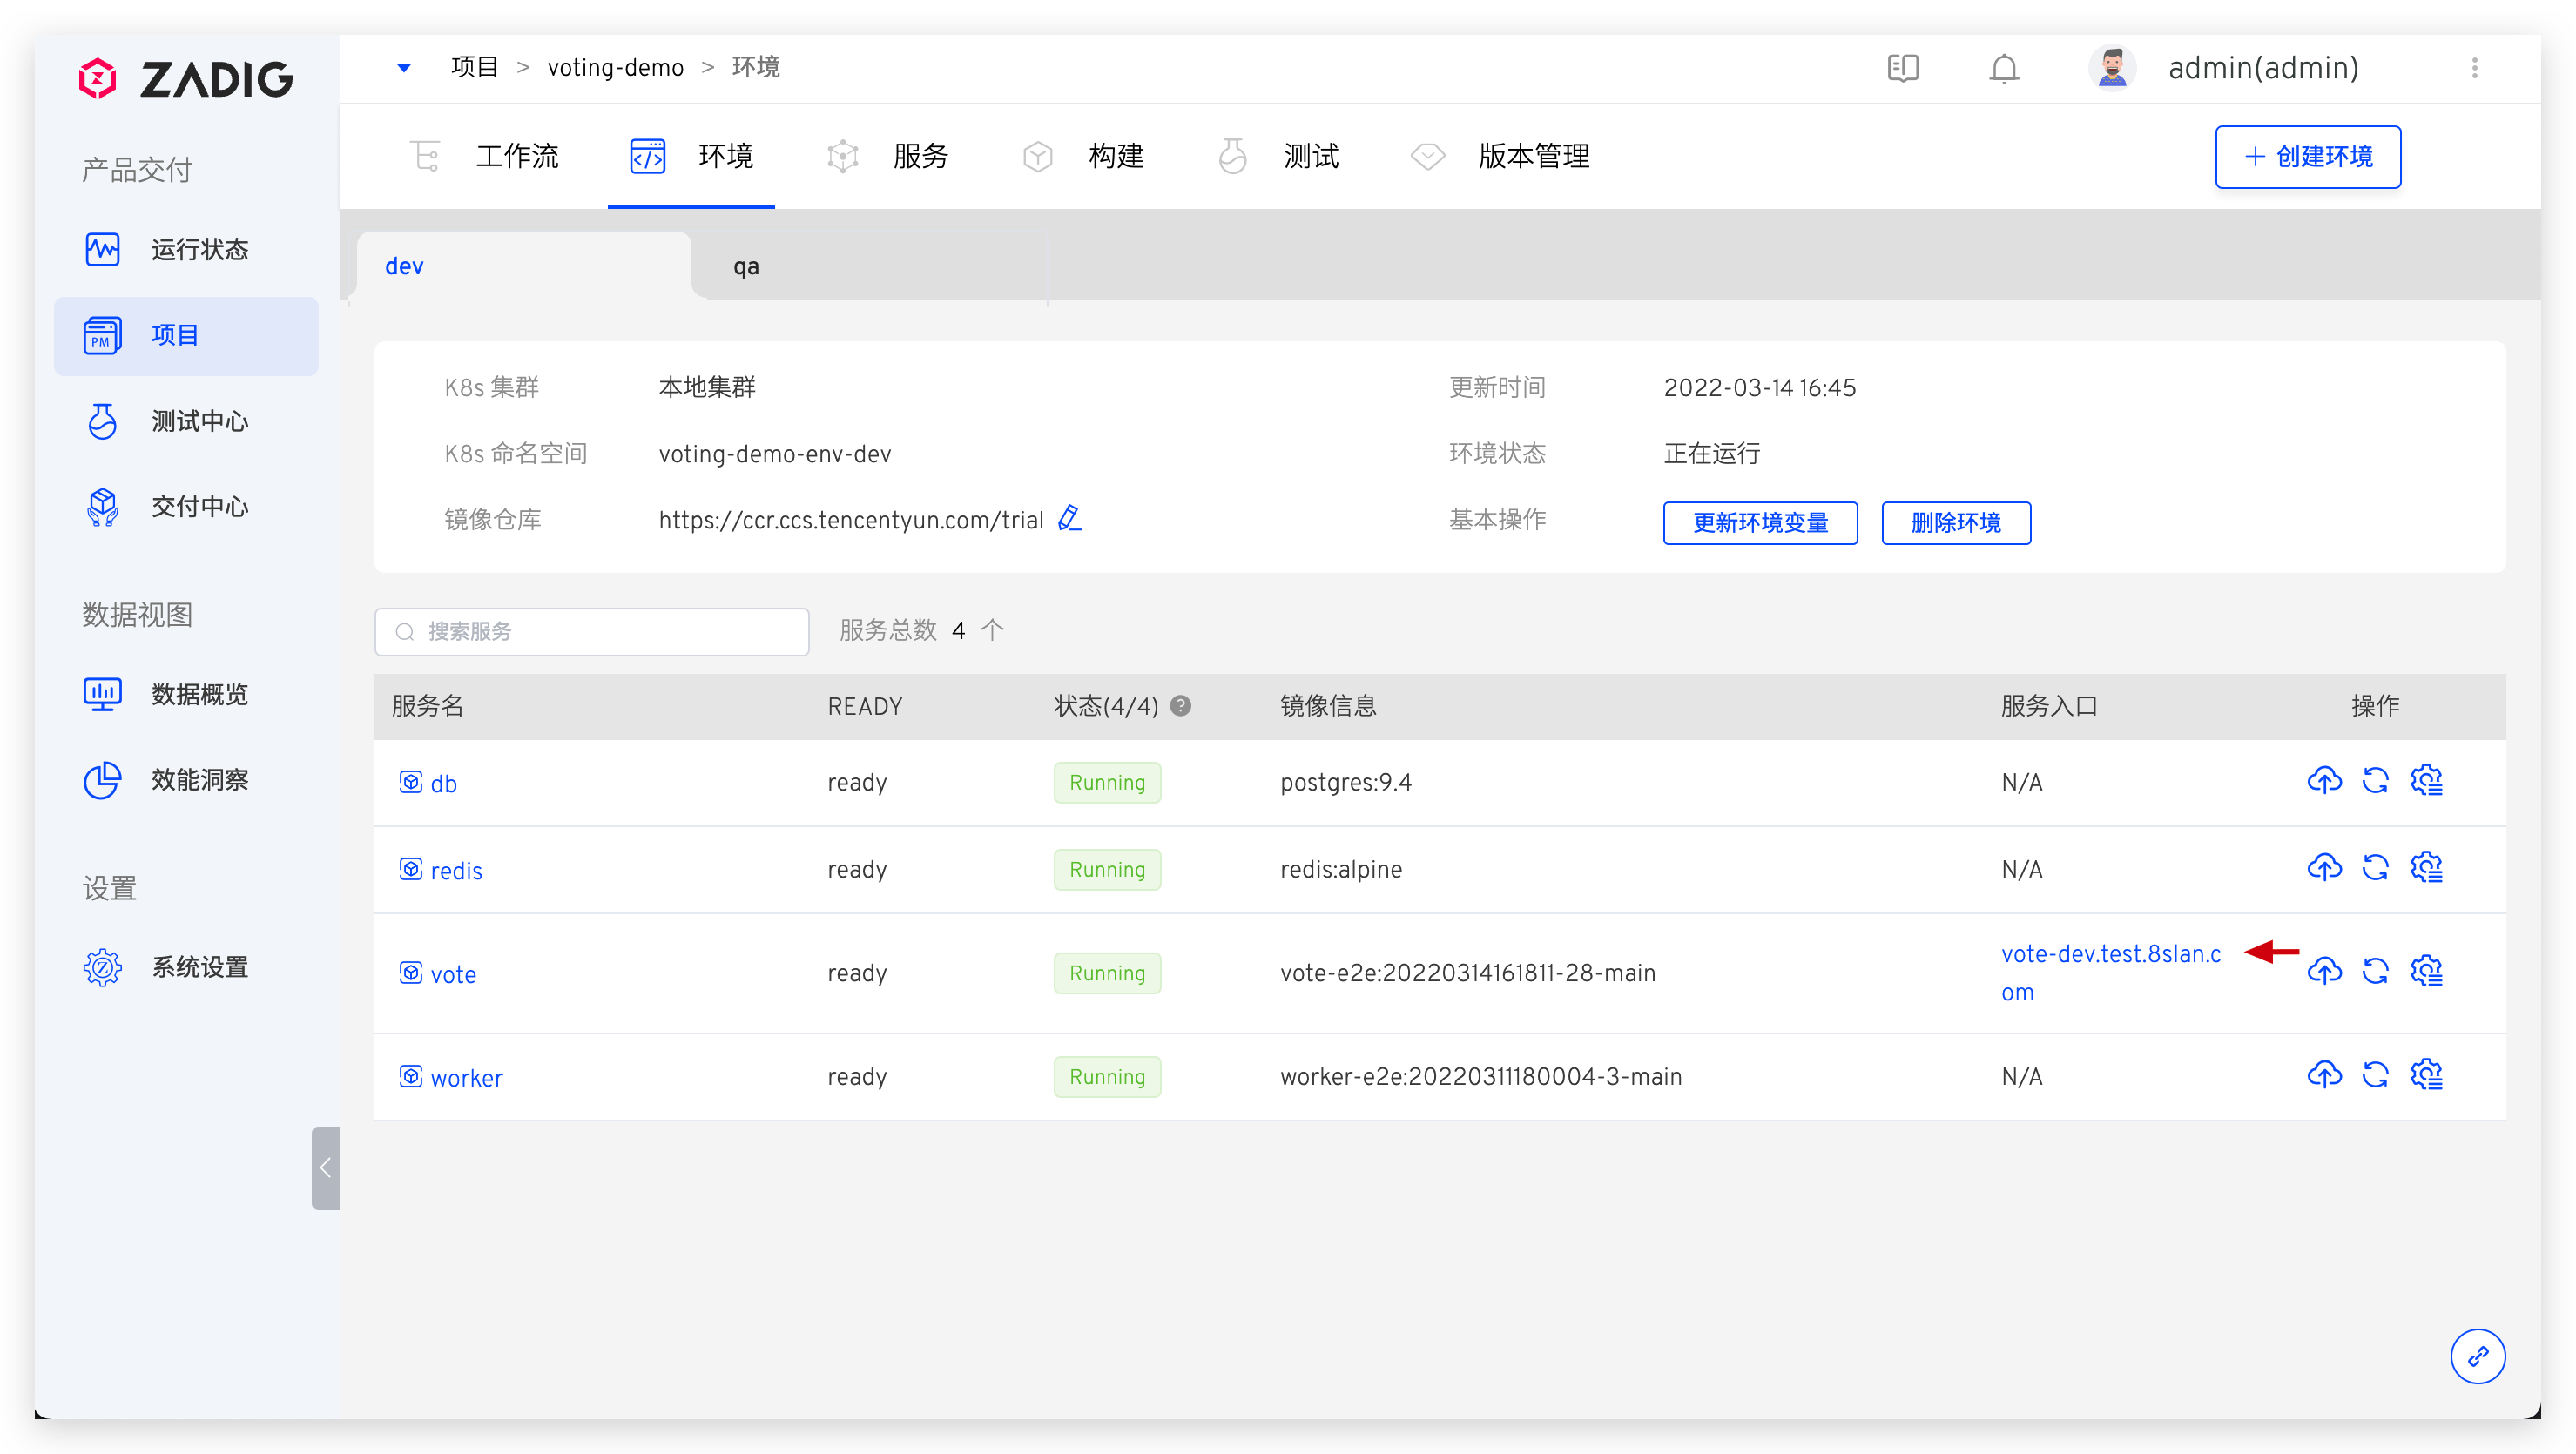 ZADIG
产品交付
运行状态
PM
项目
测试中心
交付中心
数据视图
数据概览
效能洞察
设置
系统设置
项目 > voting-demo > 环境
admin(admin)
工作流 环境 服务 构建 测试 版本管理
+ 创建环境
dev qa
K8s 集群 本地集群 更新时间 2022-03-14 16:45
K8s 命名空间 voting-demo-env-dev 环境状态 正在运行
镜像仓库 https://ccr.ccs.tencentyun.com/trial 基本操作 更新环境变量 删除环境
搜索服务 服务总数 4 个
服务名 READY 状态(4/4) ? 镜像信息 服务入口 操作
db ready Running postgres:9.4 N/A
redis ready Running redis:alpine N/A
vote ready Running vote-e2e:20220314161811-28-main vote-dev.test.8slan.c
om
worker ready Running worker-e2e:20220311180004-3-main N/A